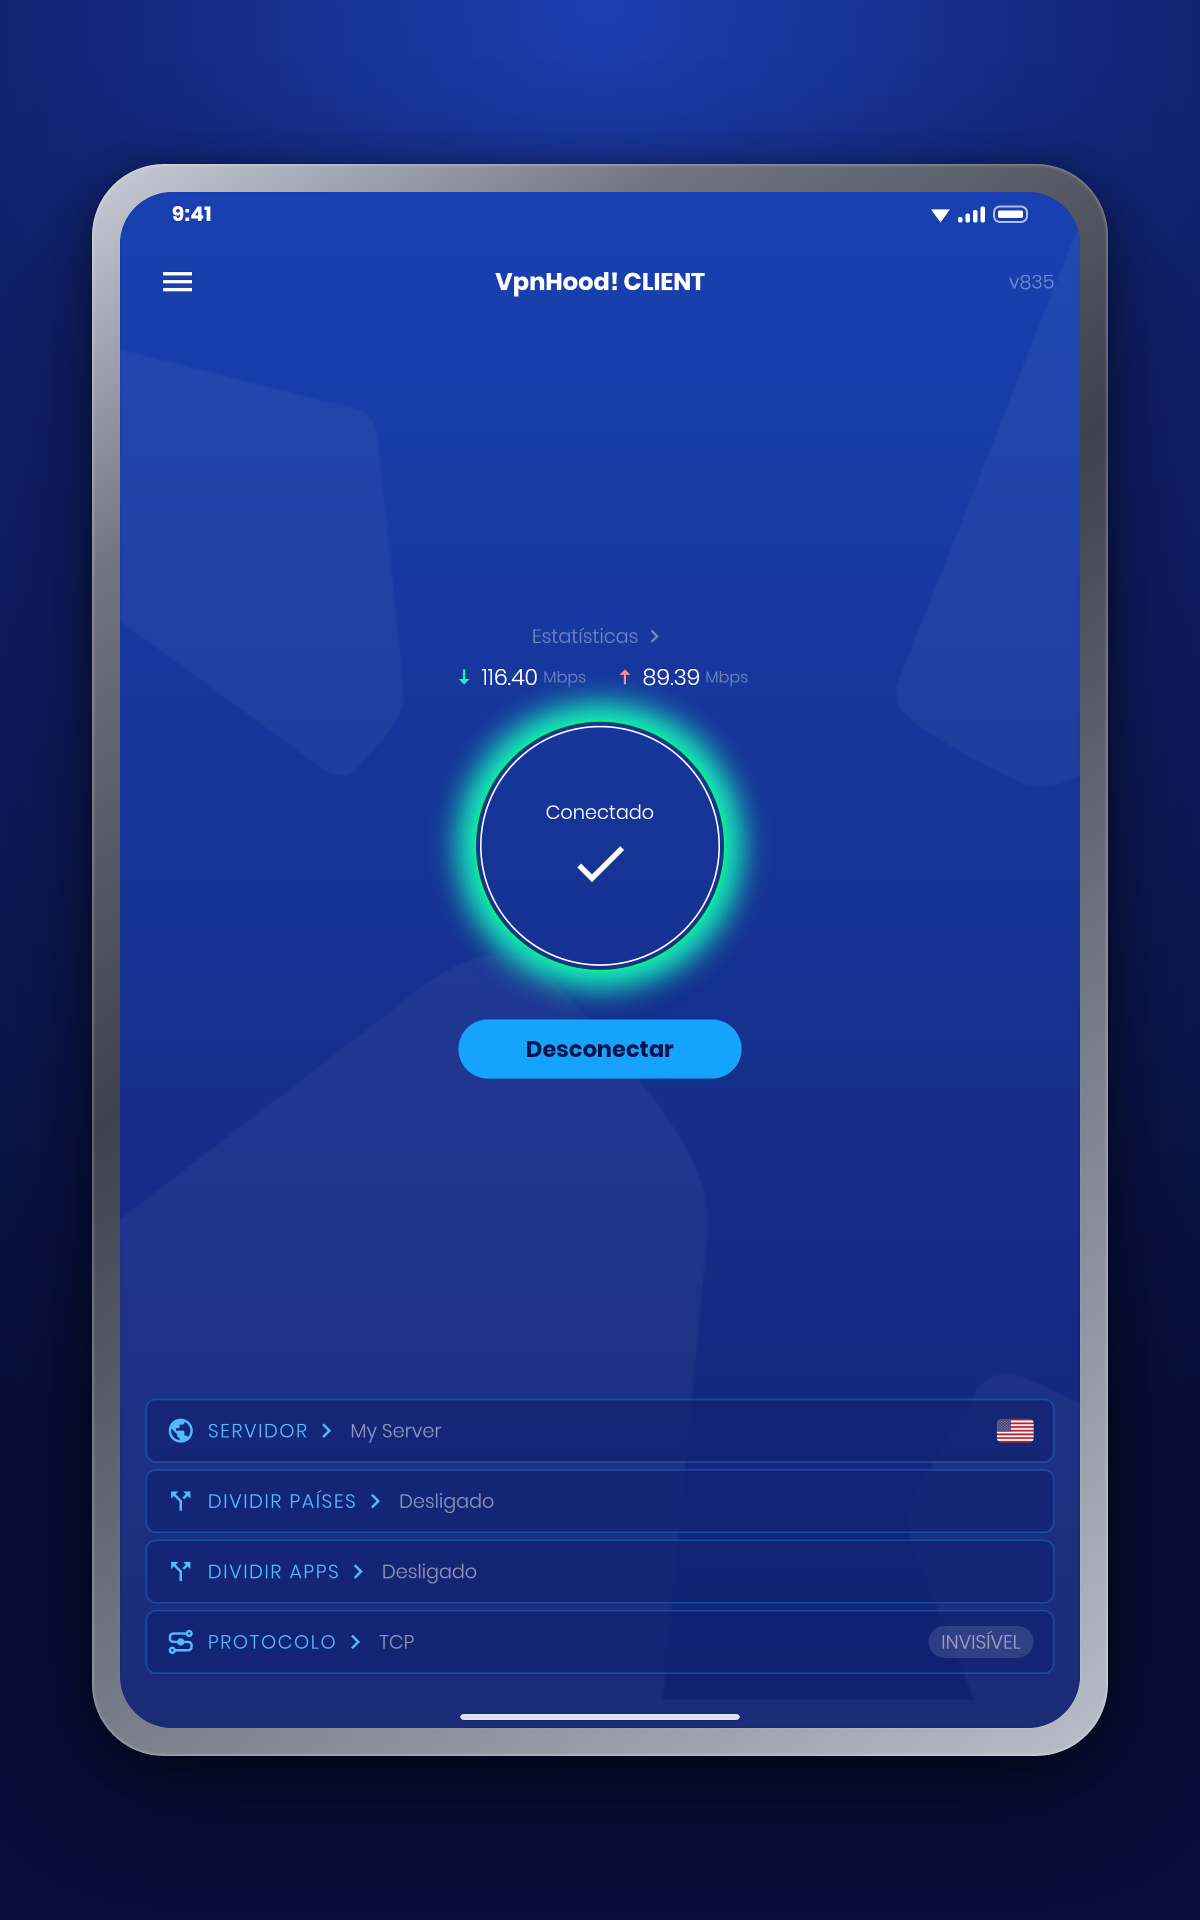 9:41
VpnHood! CLIENT
v835
Estatísticas
116.40 Mbps 89.39 Mbps
Conectado
Desconectar
SERVIDOR My Server
DIVIDIR PAÍSES Desligado
DIVIDIR APPS Desligado
PROTOCOLO TCP INVISÍVEL